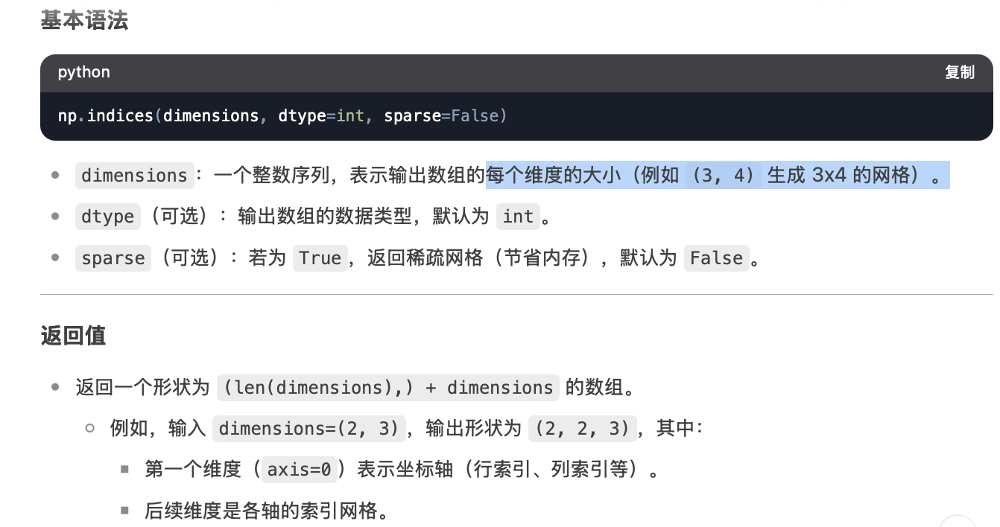 基本语法
python
复制
np.indices(dimensions, dtype=int, sparse=False)
dimensions：一个整数序列，表示输出数组的每个维度的大小（例如 (3, 4) 生成 3x4 的网格）。
dtype（可选）：输出数组的数据类型，默认为 int。
sparse（可选）：若为 True，返回稀疏网格（节省内存），默认为 False。
返回值
返回一个形状为 (len(dimensions),) + dimensions 的数组。
例如，输入 dimensions=(2, 3)，输出形状为 (2, 2, 3)，其中：
第一个维度（axis=0）表示坐标轴（行索引、列索引等）。
后续维度是各轴的索引网格。